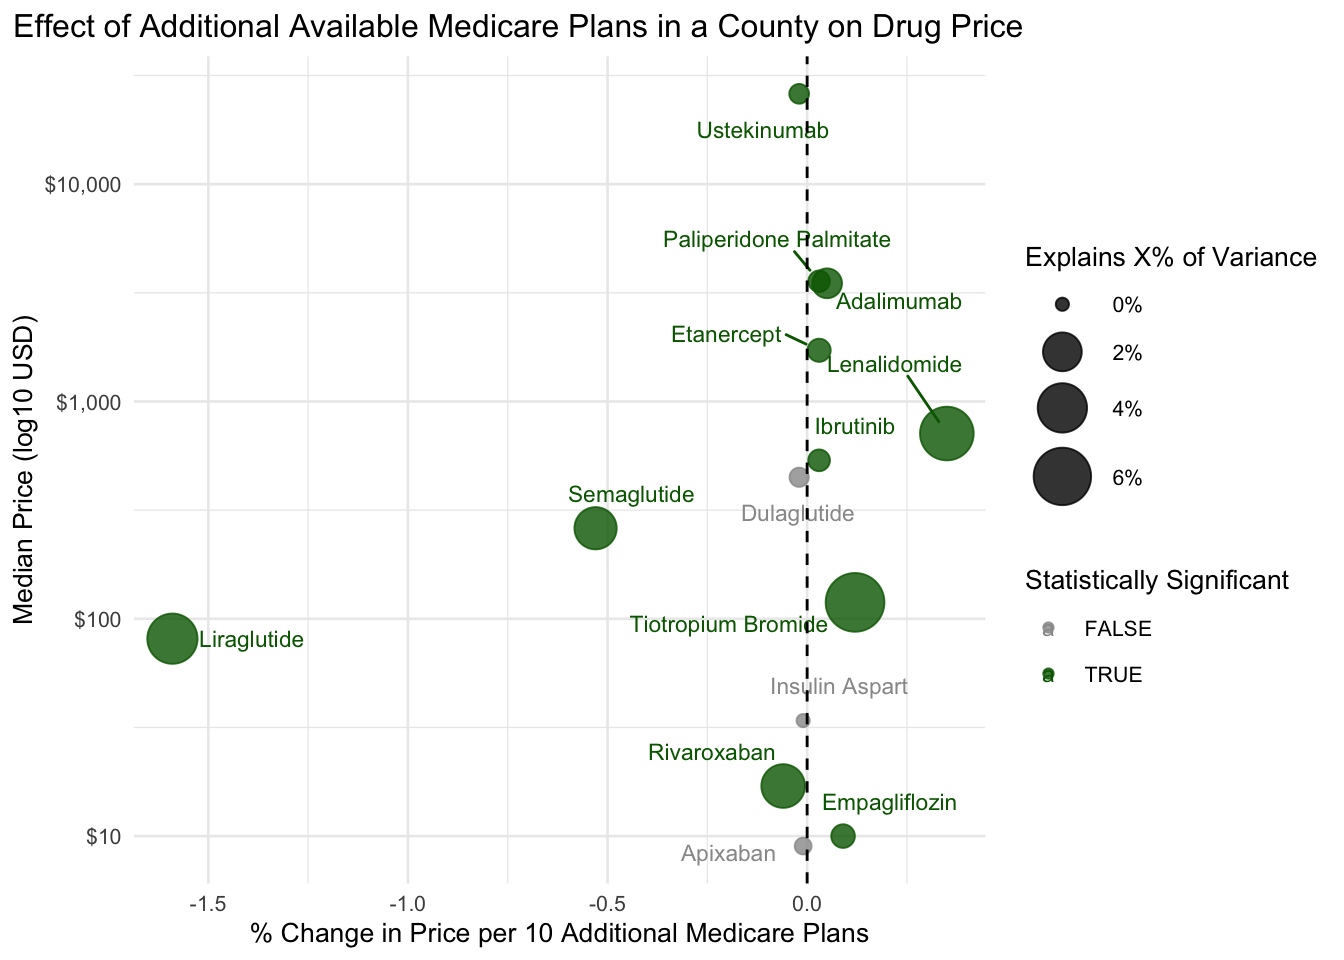 Effect of Additional Available Medicare Plans in a County on Drug Price
Median Price (log10 USD)
$10,000
$1,000
$100
$10
Ustekinumab
Paliperidone Palmitate
Adalimumab
Etanercept
Lenalidomide
Ibrutinib
Dulaglutide
Semaglutide
Tiotropium Bromide
Liraglutide
Insulin Aspart
Rivaroxaban
Empagliflozin
Apixaban
-1.5 -1.0 -0.5 0.0
% Change in Price per 10 Additional Medicare Plans
Explains X% of Variance
0%
2%
4%
6%
Statistically Significant
a FALSE
a TRUE